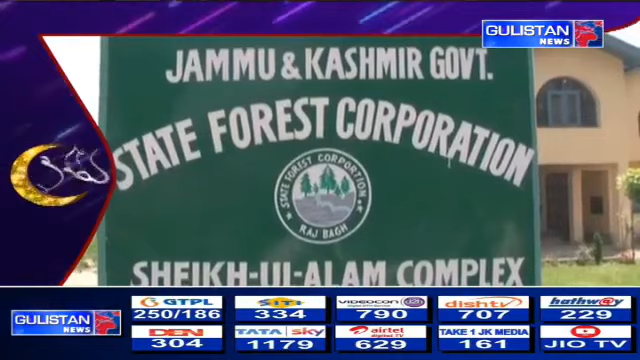 GULISTAN
NEWS
JAMMU & KASHMIR GOVT.
STATE FOREST CORPORATION
STATE FOREST CORPORTION
RAJ BAGH
SHEIKH-UL-ALAM COMPLEX
GULISTAN
NEWS
GTPL
250/186
SITI
334
VIDEOCON d2h
790
dishtv
707
hathw@y
229
DEN
304
TATA sky
1179
airtel
digital TV
629
TAKE 1 JK MEDIA
161
JIO TV